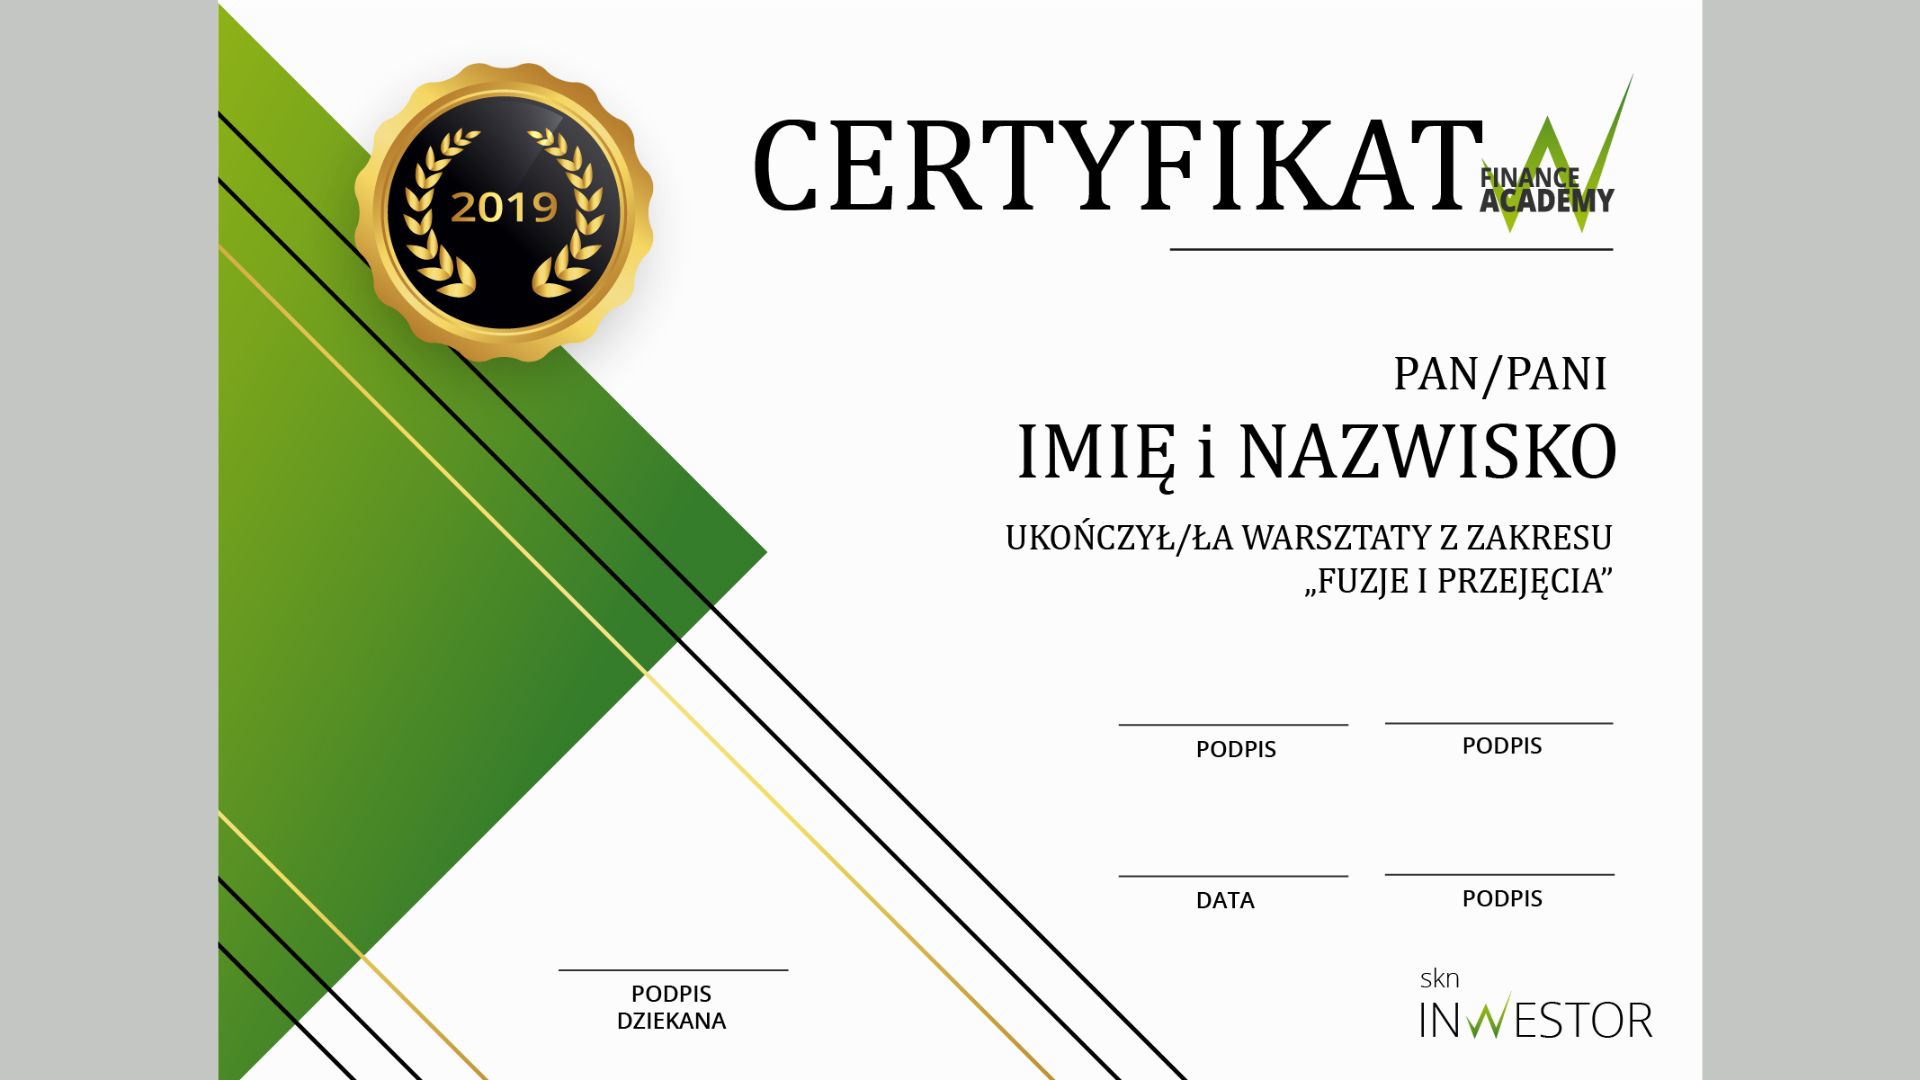 2019
CERTYFIKAT
FINANCE
ACADEMY
PAN/PANI
IMIĘ i NAZWISKO
UKOŃCZYŁ/ŁA WARSZTATY Z ZAKRESU
„FUZJE I PRZEJĘCIA”
PODPIS PODPIS
DATA PODPIS
PODPIS
DZIEKANA
skn
INWESTOR